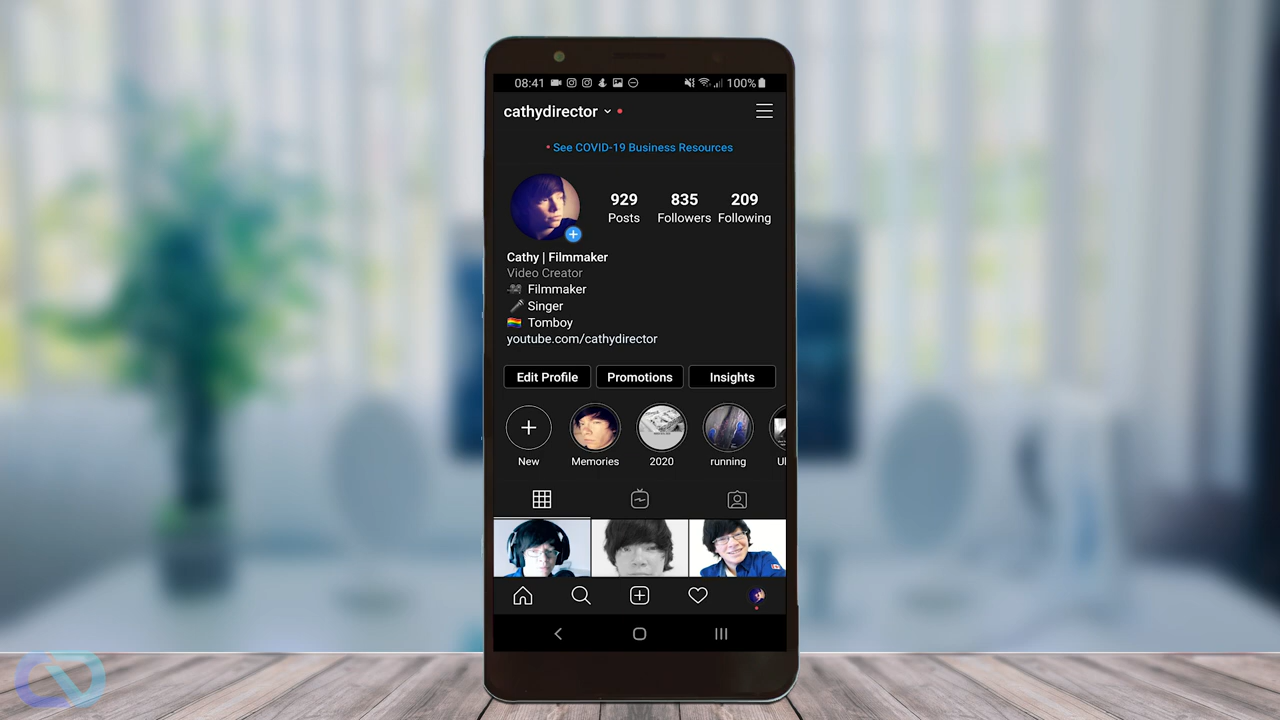 08:41 100%
cathydirector
See COVID-19 Business Resources
929 835 209
Posts Followers Following
Cathy | Filmmaker
Video Creator
Filmmaker
Singer
Tomboy
youtube.com/cathydirector
Edit Profile Promotions Insights
New Memories 2020 running